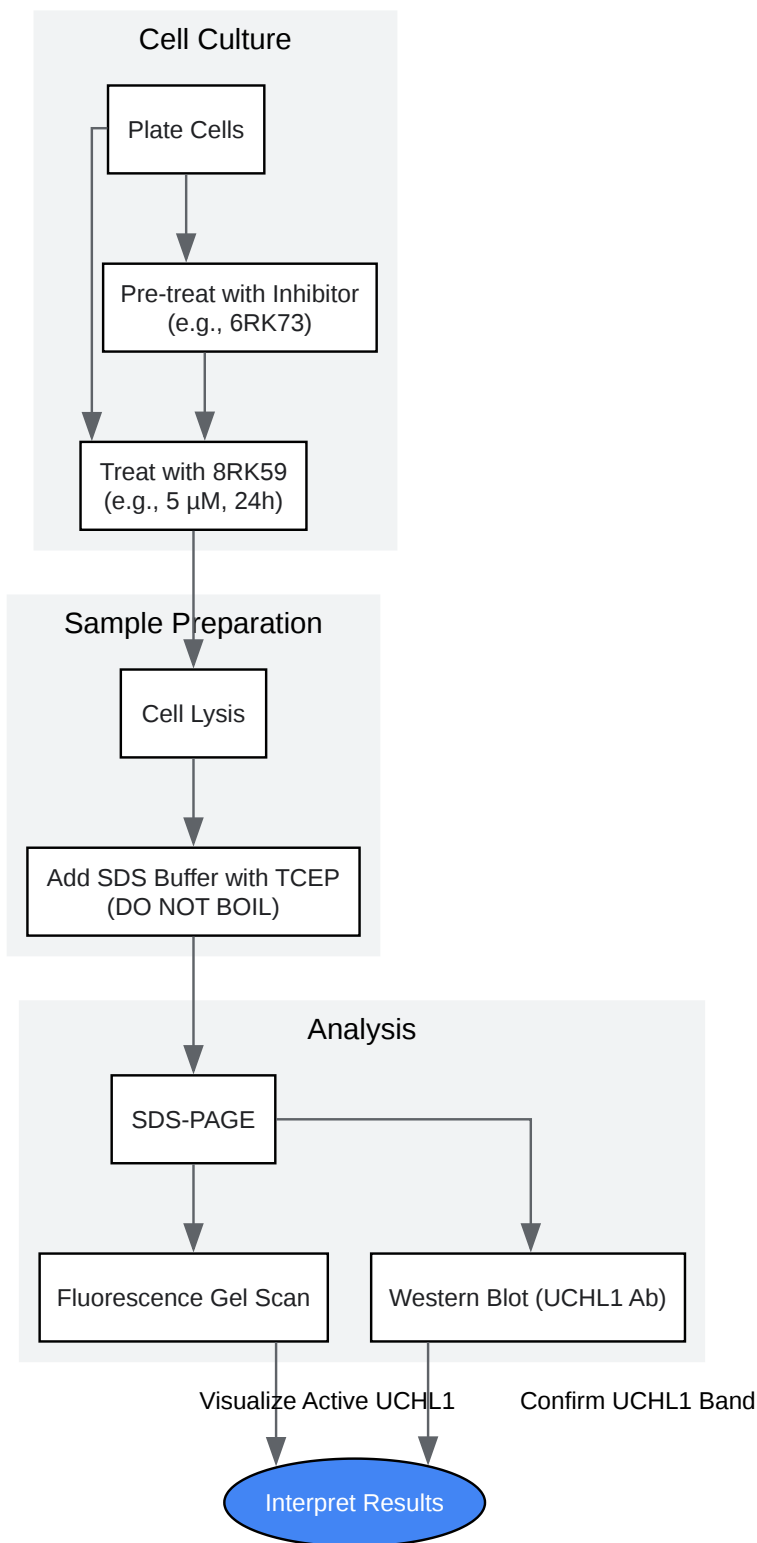 Cell Culture
Plate Cells
Pre-treat with Inhibitor
(e.g., 6RK73)
Treat with 8RK59
(e.g., 5 µM, 24h)
Sample Preparation
Cell Lysis
Add SDS Buffer with TCEP
(DO NOT BOIL)
Analysis
SDS-PAGE
Fluorescence Gel Scan
Western Blot (UCHL1 Ab)
Visualize Active UCHL1
Confirm UCHL1 Band
Interpret Results